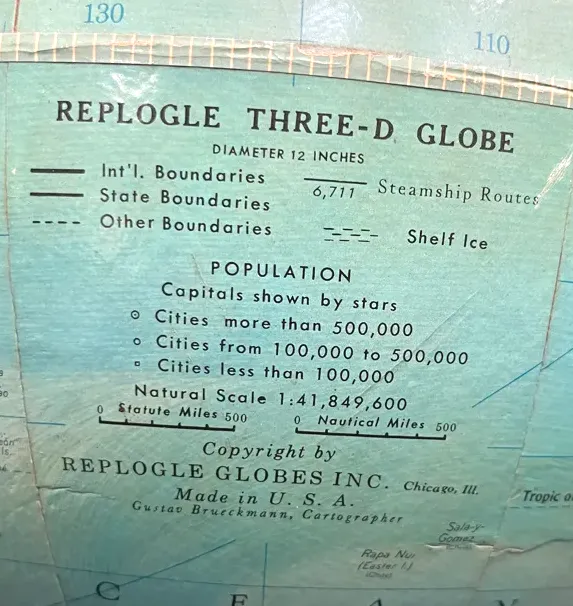 130
110
REPLOGLE THREE-D GLOBE
DIAMETER 12 INCHES
Int'l. Boundaries
6,711 Steamship Routes
State Boundaries
Other Boundaries
Shelf Ice
POPULATION
Capitals shown by stars
Cities more than 500,000
Cities from 100,000 to 500,000
Cities less than 100,000
Natural Scale 1:41,849,600
0 Statute Miles 500
0 Nautical Miles 500
Copyright by
REPLOGLE GLOBES INC. Chicago, Ill.
Made in U. S. A.
Gustav Brueckmann, Cartographer
Tropic
Sala-y-
Gomez
Rapa Nui
(Easter I.)
C E A